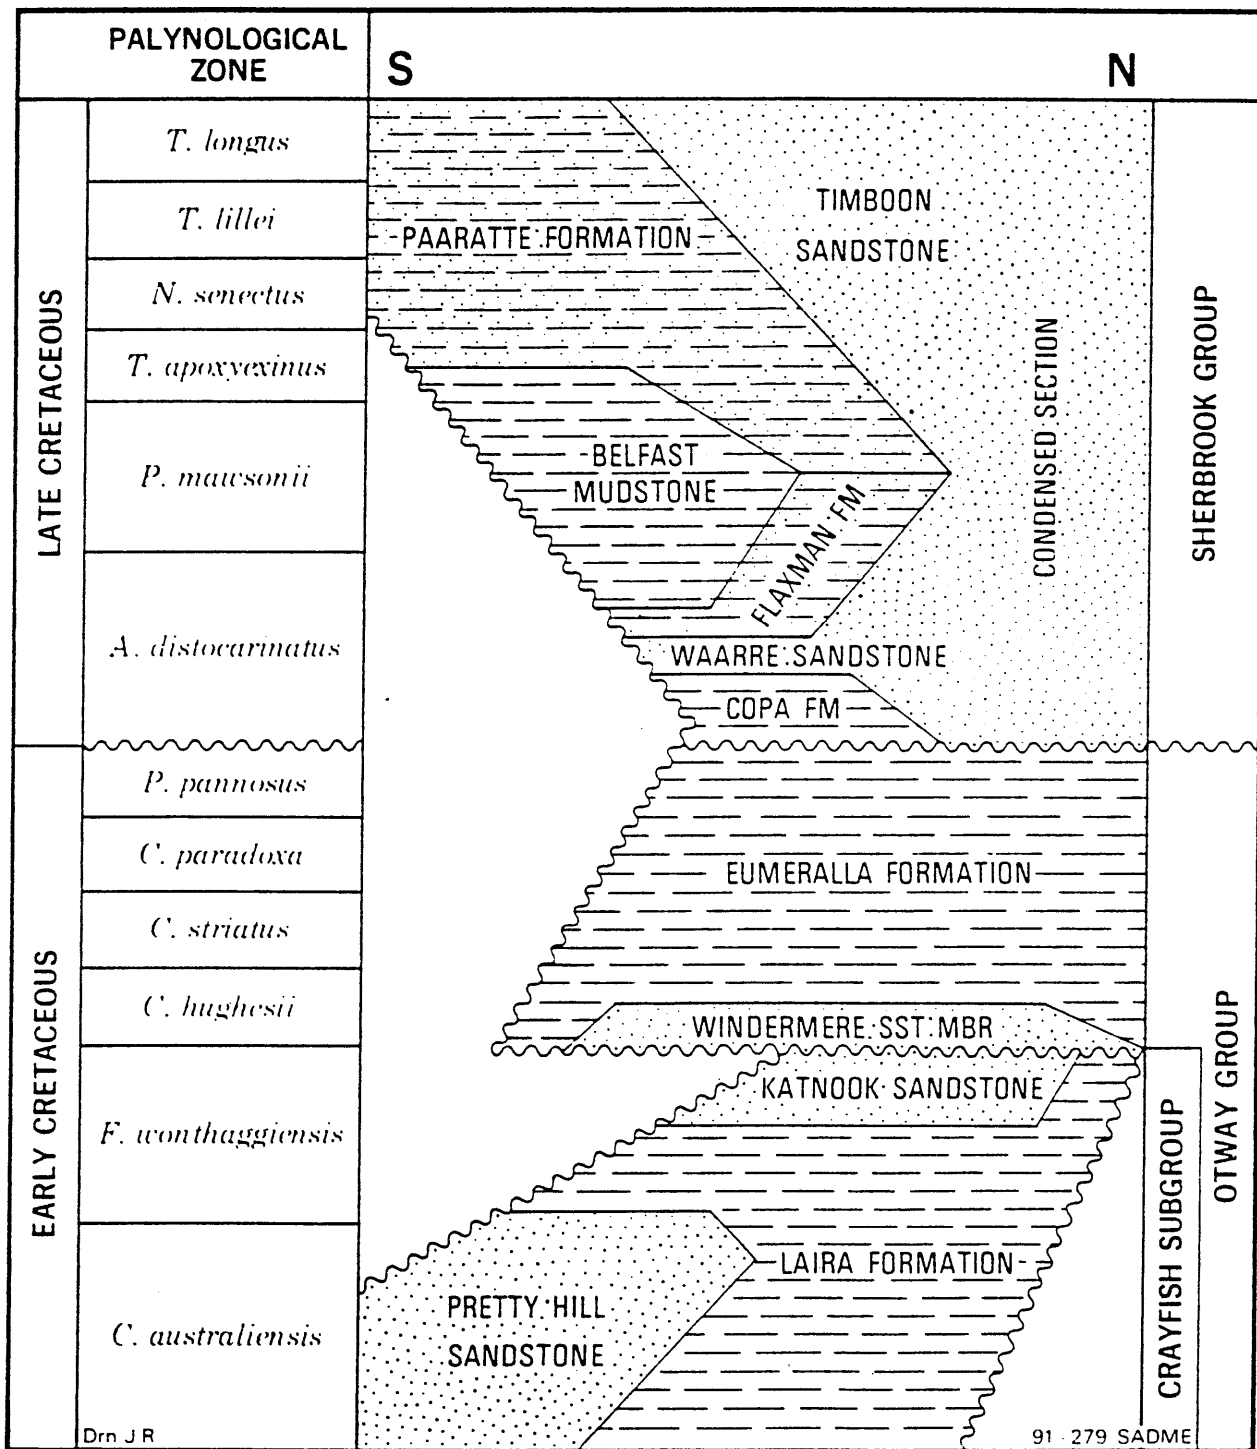 PALYNOLOGICAL
ZONE
S
N
LATE CRETACEOUS
EARLY CRETACEOUS
T. longus
T. lillei
N. senectus
T. apoxyexinus
P. mawsonii
A. distocarinatus
P. pannosus
C. paradoxa
C. striatus
C. hughesii
F. wonthaggiensis
C. australiensis
TIMBOON
SANDSTONE
PAARATTE FORMATION
CONDENSED SECTION
BELFAST
MUDSTONE
FLAXMAN FM
WAARRE SANDSTONE
COPA FM
EUMERALLA FORMATION
WINDERMERE SST MBR
KATNOOK SANDSTONE
LAIRA FORMATION
PRETTY HILL
SANDSTONE
SHERBROOK GROUP
OTWAY GROUP
CRAYFISH SUBGROUP
Drn J R
91-279 SADME